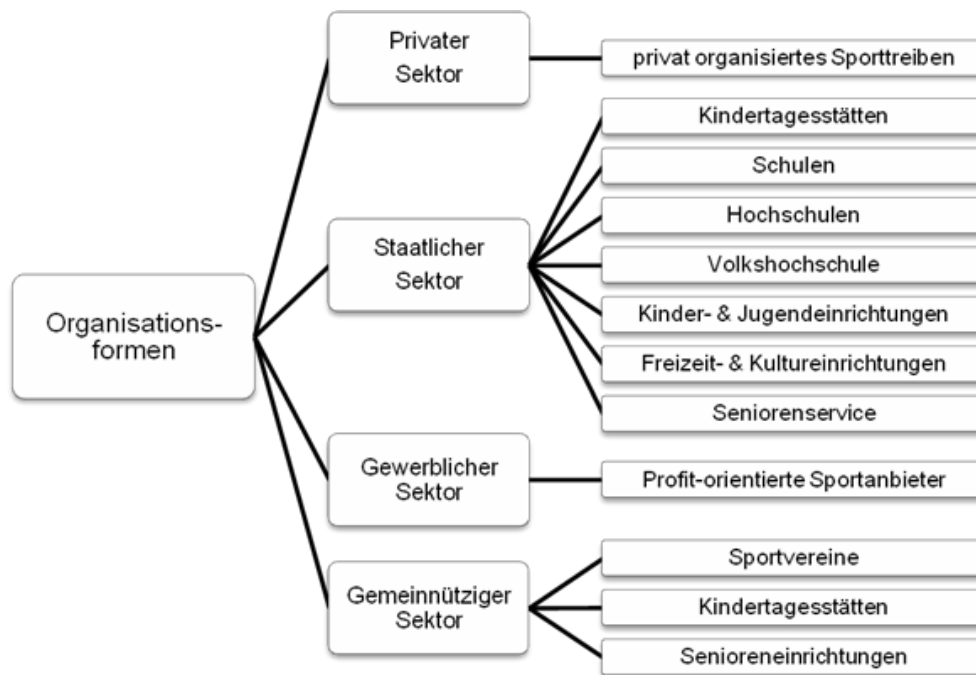 Organisations-
formen
Privater
Sektor
privat organisiertes Sporttreiben
Staatlicher
Sektor
Kindertagesstätten
Schulen
Hochschulen
Volkshochschule
Kinder- & Jugendeinrichtungen
Freizeit- & Kultureinrichtungen
Seniorenservice
Gewerblicher
Sektor
Profit-orientierte Sportanbieter
Gemeinnütziger
Sektor
Sportvereine
Kindertagesstätten
Senioreneinrichtungen